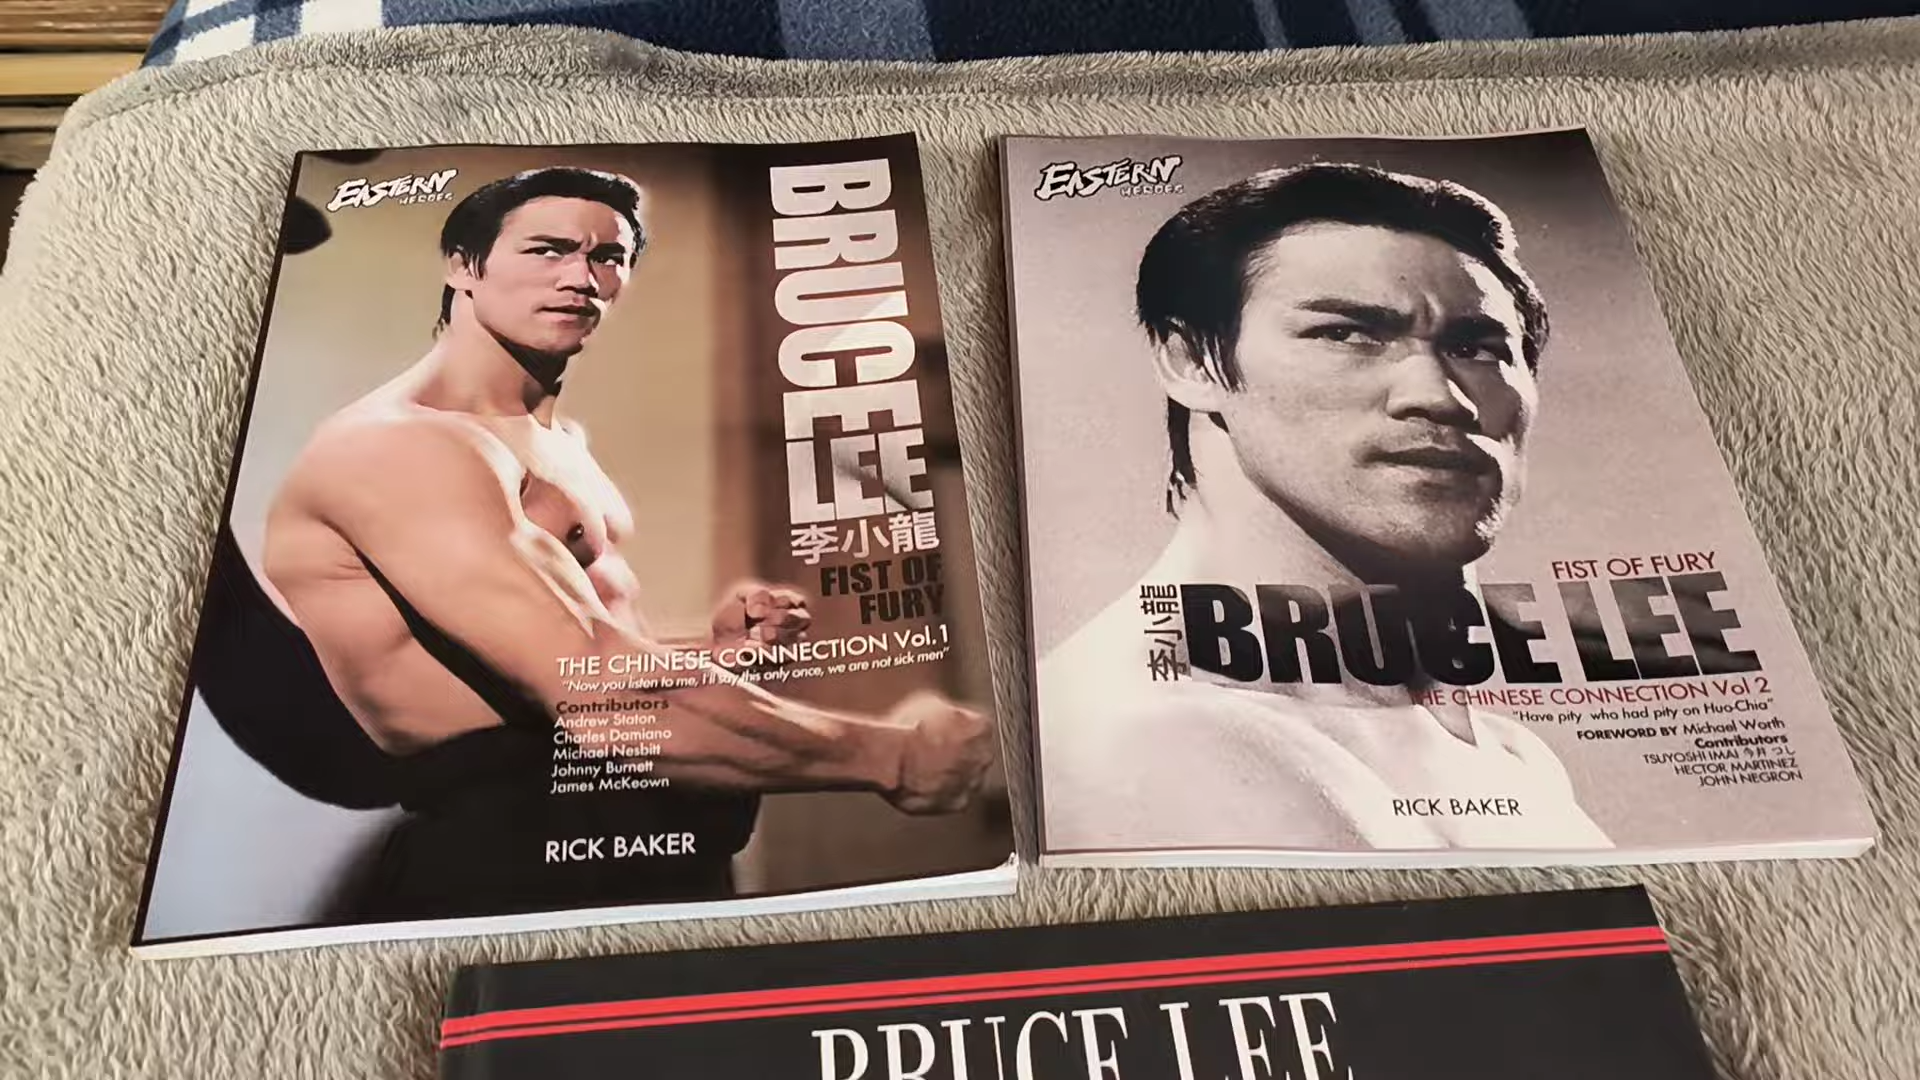 EASTERN
HEROES
BRUCE
LEE
李小龍
FIST OF
FURY
THE CHINESE CONNECTION Vol.1
"Now you listen to me, I'll say this only once, we are not sick men"
Contributors
Andrew Staton
Charles Damiano
Michael Nesbitt
Johnny Burnett
James McKeown
RICK BAKER
EASTERN
HEROES
FIST OF FURY
李小龍
BRUCE LEE
THE CHINESE CONNECTION Vol 2
"Have pity who had pity on Huo-Chia"
FOREWORD BY Michael Worth
Contributors
TSUYOSHI IMAI 今井 つし
HECTOR MARTINEZ
JOHN NEGRON
RICK BAKER
BRUCE LEE